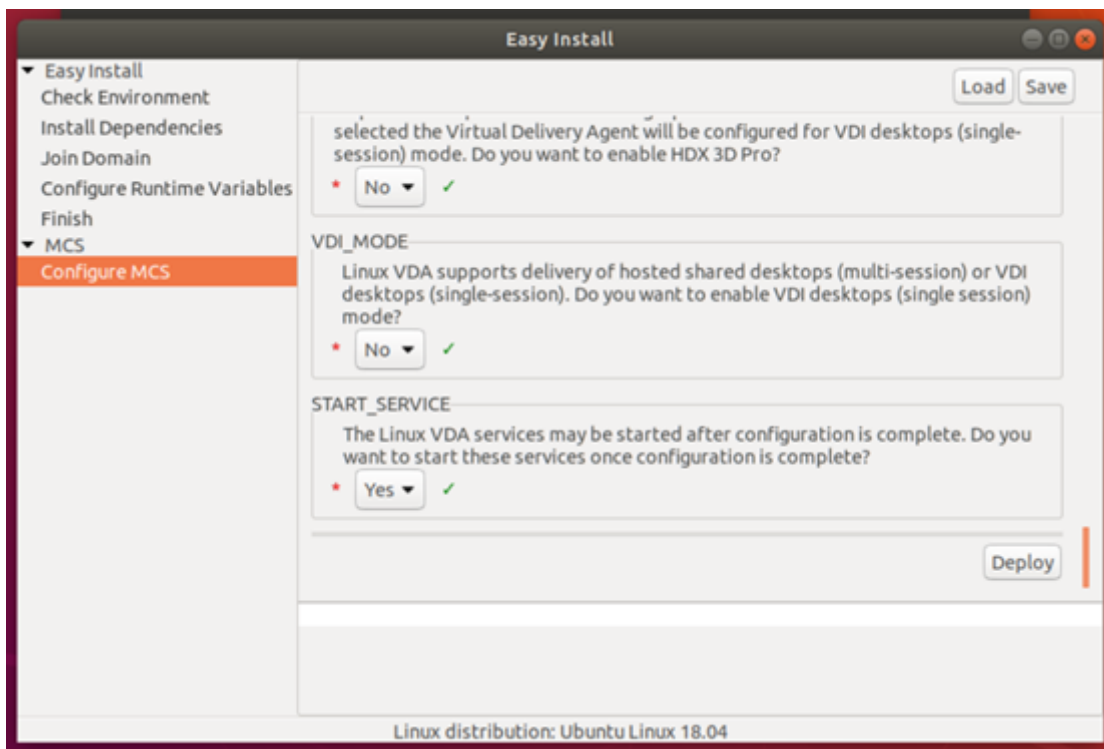 Easy Install
Easy Install
Check Environment
Install Dependencies
Join Domain
Configure Runtime Variables
Finish
MCS
Configure MCS
Load Save
selected the Virtual Delivery Agent will be configured for VDI desktops (single-
session) mode. Do you want to enable HDX 3D Pro?
* No ✓
VDI_MODE
Linux VDA supports delivery of hosted shared desktops (multi-session) or VDI
desktops (single-session). Do you want to enable VDI desktops (single session)
mode?
* No ✓
START_SERVICE
The Linux VDA services may be started after configuration is complete. Do you
want to start these services once configuration is complete?
* Yes ✓
Deploy
Linux distribution: Ubuntu Linux 18.04